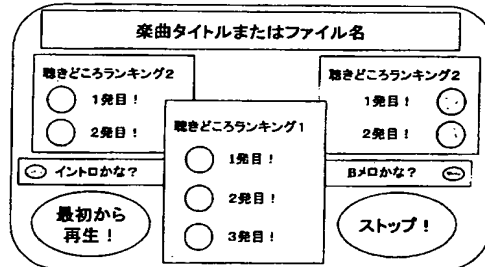 楽曲タイトルまたはファイル名
聴きどころランキング2
1発目!
2発目!
聴きどころランキング2
1発目!
2発目!
聴きどころランキング1
1発目!
2発目!
3発目!
イントロかな?
Bメロかな?
最初から
再生!
ストップ!